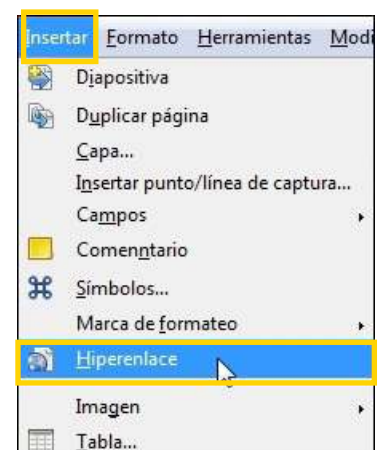 Insertar Formato Herramientas Modi
Diapositiva
Duplicar página
Capa...
Insertar punto/línea de captura...
Campos
Comenntario
Símbolos...
Marca de formateo
Hiperenlace
Imagen
Tabla...